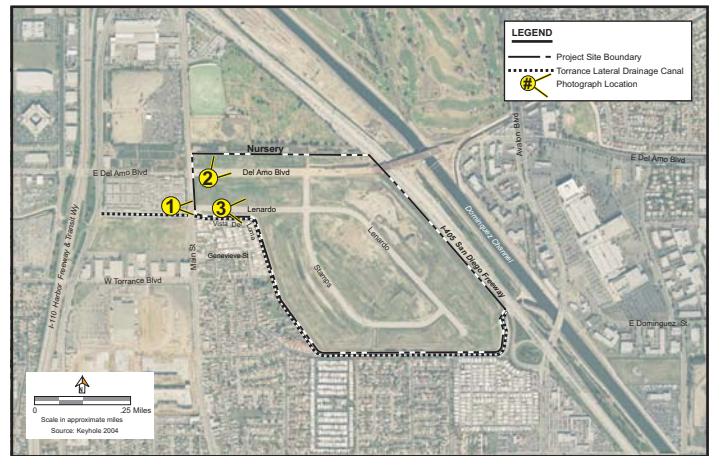 LEGEND
Project Site Boundary
Torrance Lateral Drainage Canal
#
Photograph Location
Nursery
E Del Amo Blvd
Del Amo Blvd
E Del Amo Blvd
Avalon Blvd
2
1
3
Lenardo
Vista Del Loma
Main St
Genevieve St
Lenardo
Stampa
I-405 San Diego Freeway
Dominguez Channel
I-110 Harbor Freeway & Transit Wy
W Torrance Blvd
E Dominguez St
N
0 .25 Miles
Scale in approximate miles
Source: Keyhole 2004